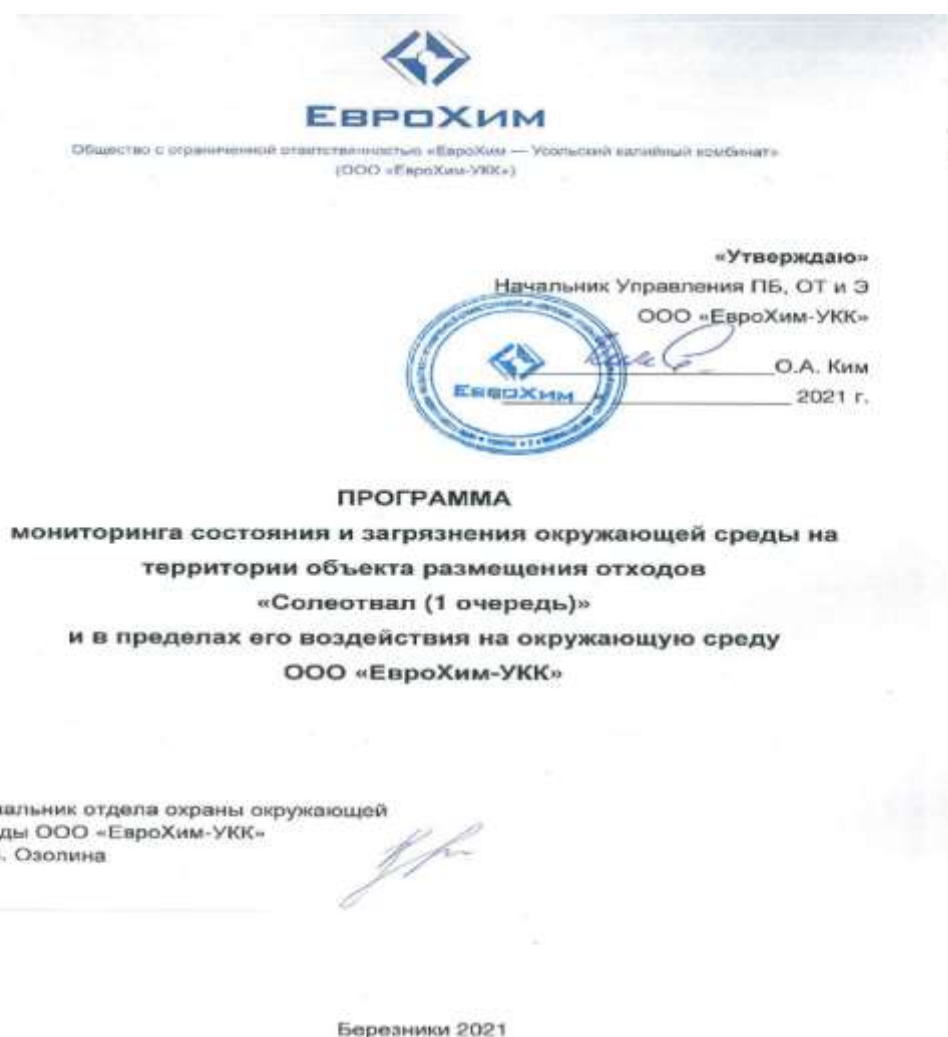 ЕВРОХИМ
Общество с ограниченной ответственностью «ЕвроХим — Усольский калийный комбинат»
(ООО «ЕвроХим-УКК»)
«Утверждаю»
Начальник Управления ПБ, ОТ и Э
ООО «ЕвроХим-УКК»
О.А. Ким
2021 г.
ЕВРОХИМ
ПРОГРАММА
мониторинга состояния и загрязнения окружающей среды на
территории объекта размещения отходов
«Солеотвал (1 очередь)»
и в пределах его воздействия на окружающую среду
ООО «ЕвроХим-УКК»
альник отдела охраны окружающей
ды ООО «ЕвроХим-УКК»
. Озолина
Березники 2021